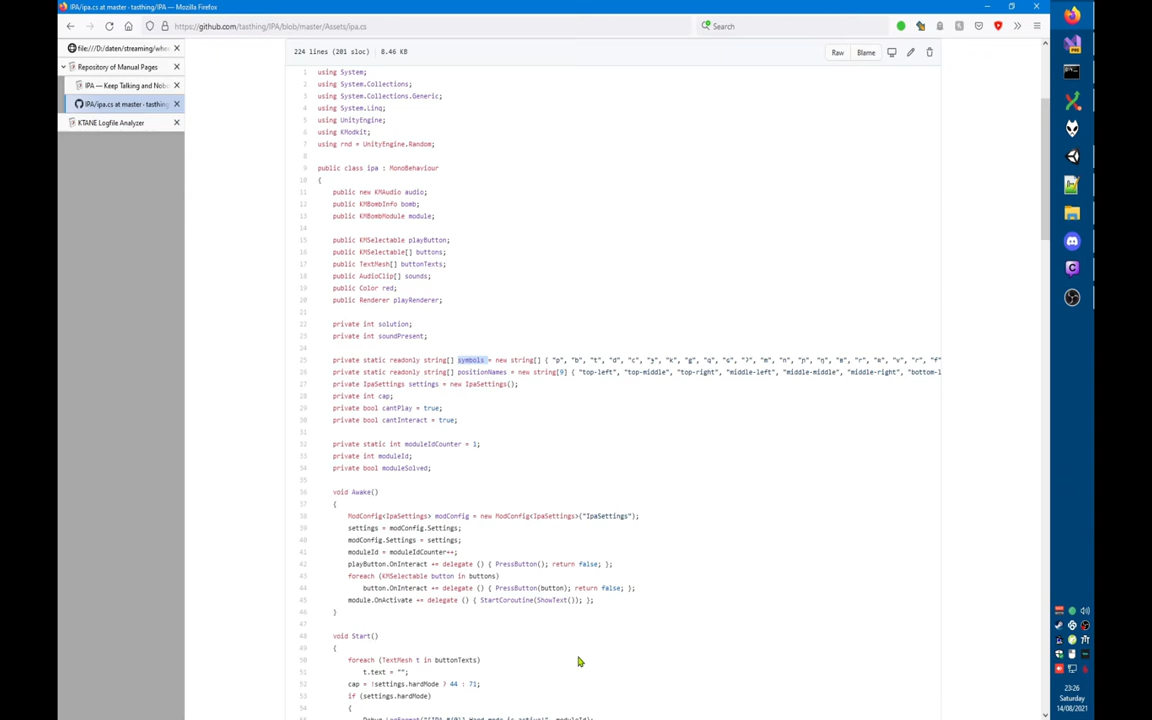 IPA/ipa.cs at master · tasthing/IPA — Mozilla Firefox
https://github.com/tasthing/IPA/blob/master/Assets/ipa.cs
Search
file:///D:/daten/streaming/whe
Repository of Manual Pages
IPA — Keep Talking and Nob
IPA/ipa.cs at master · tasthing
KTANE Logfile Analyzer
224 lines (201 sloc) 8.46 KB
Raw Blame
1 using System;
2 using System.Collections;
3 using System.Collections.Generic;
4 using System.Linq;
5 using UnityEngine;
6 using KModkit;
7 using rnd = UnityEngine.Random;
8
9 public class ipa : MonoBehaviour
10 {
11 public new KMAudio audio;
12 public KMBombInfo bomb;
13 public KMBombModule module;
14
15 public KMSelectable playButton;
16 public KMSelectable[] buttons;
17 public TextMesh[] buttonTexts;
18 public AudioClip[] sounds;
19 public Color red;
20 public Renderer playRenderer;
21
22 private int solution;
23 private int soundPresent;
24
25 private static readonly string[] symbols = new string[] { "p", "b", "t", "d", "c",
26 private static readonly string[] positionNames = new string[9] { "top-left", "top-middle", "top-right", "middle-left", "middle-middle", "middle-right", "bottom-l
27 private IpaSettings settings = new IpaSettings();
28 private int cap;
29 private bool cantPlay = true;
30 private bool cantInteract = true;
31
32 private static int moduleIdCounter = 1;
33 private int moduleId;
34 private bool moduleSolved;
35
36 void Awake()
37 {
38 ModConfig<IpaSettings> modConfig = new ModConfig<IpaSettings>("IpaSettings");
39 settings = modConfig.Settings;
40 modConfig.Settings = settings;
41 moduleId = moduleIdCounter++;
42 playButton.OnInteract += delegate () { PressButton(); return false; };
43 foreach (KMSelectable button in buttons)
44 button.OnInteract += delegate () { PressButton(button); return false; };
45 module.OnActivate += delegate () { StartCoroutine(ShowText()); };
46 }
47
48 void Start()
49 {
50 foreach (TextMesh t in buttonTexts)
51 t.text = "";
52 cap = !settings.hardMode ? 44 : 71;
53 if (settings.hardMode)
54 {
23:26
Saturday
14/08/2021